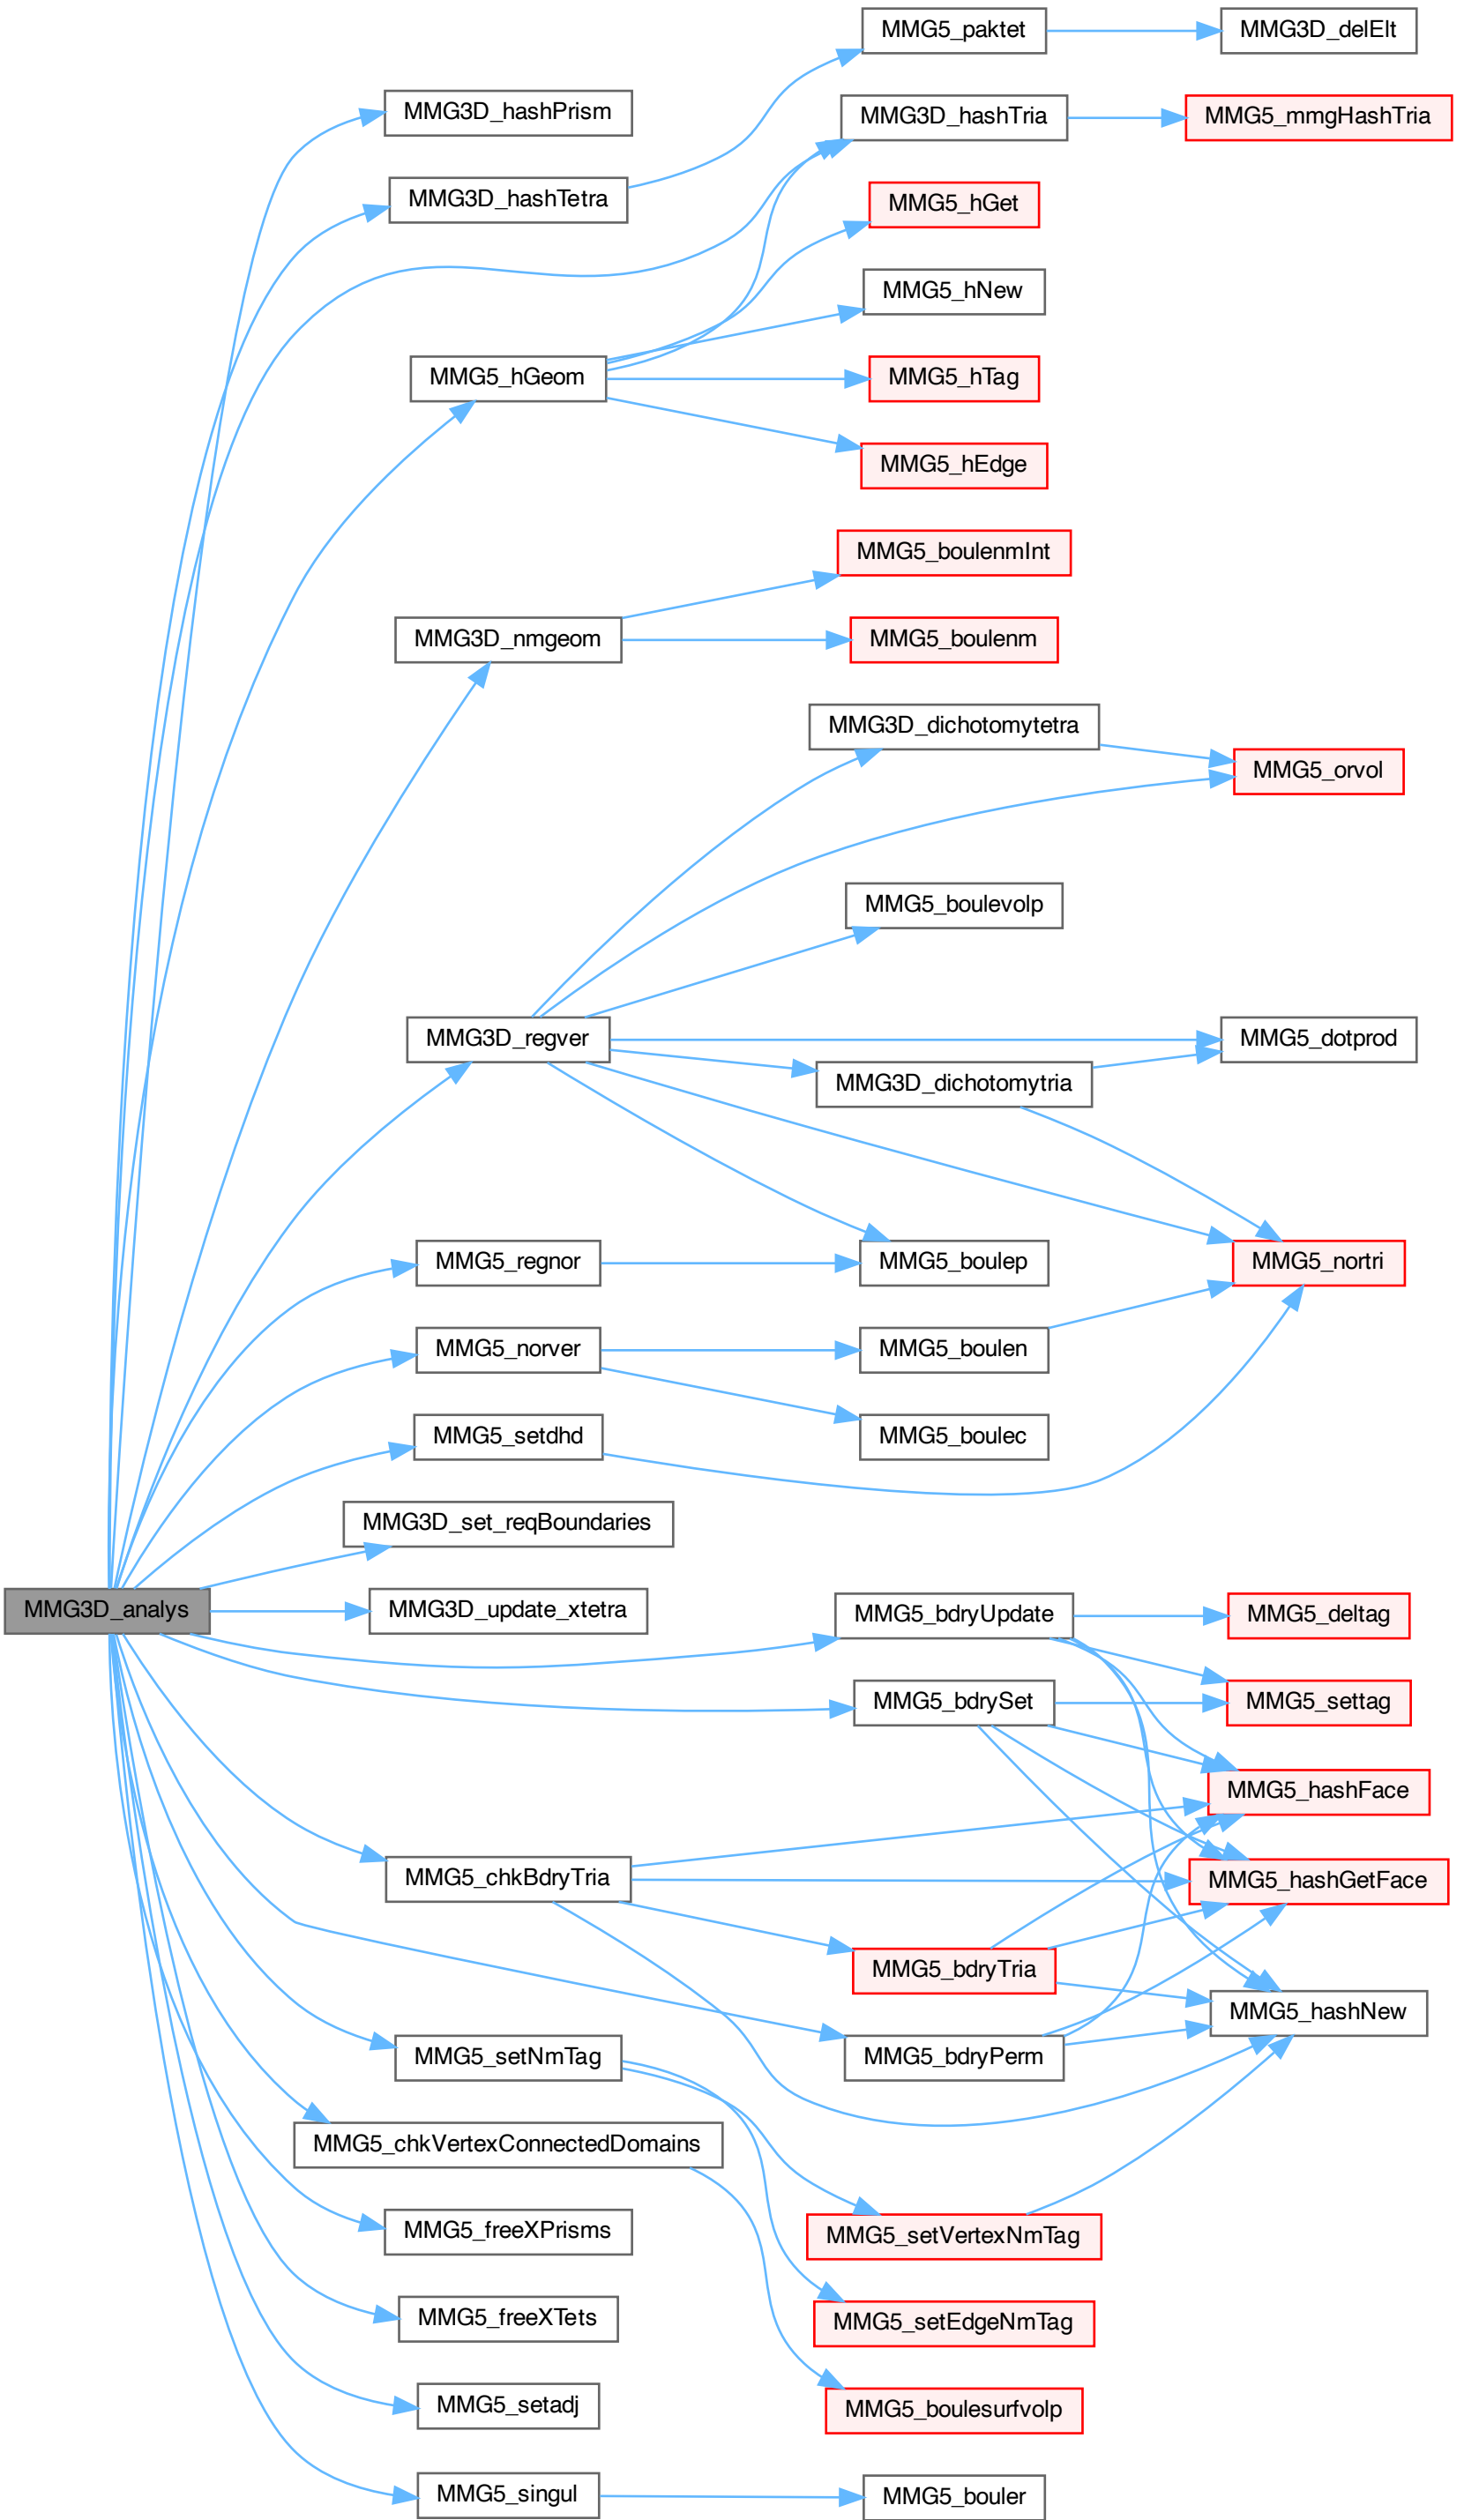 MMG5_paktet
MMG3D_delElt
MMG3D_hashPrism
MMG3D_hashTria
MMG5_mmgHashTria
MMG3D_hashTetra
MMG5_hGet
MMG5_hNew
MMG5_hGeom
MMG5_hTag
MMG5_hEdge
MMG5_boulenmInt
MMG3D_nmgeom
MMG5_boulenm
MMG3D_dichotomytetra
MMG5_orvol
MMG5_boulevolp
MMG3D_regver
MMG5_dotprod
MMG3D_dichotomytria
MMG5_regnor
MMG5_boulep
MMG5_nortri
MMG5_norver
MMG5_boulen
MMG5_setdhd
MMG5_boulec
MMG3D_set_reqBoundaries
MMG3D_analys
MMG3D_update_xtetra
MMG5_bdryUpdate
MMG5_deltag
MMG5_bdrySet
MMG5_settag
MMG5_hashFace
MMG5_chkBdryTria
MMG5_hashGetFace
MMG5_bdryTria
MMG5_hashNew
MMG5_setNmTag
MMG5_bdryPerm
MMG5_chkVertexConnectedDomains
MMG5_freeXPrisms
MMG5_setVertexNmTag
MMG5_freeXTets
MMG5_setEdgeNmTag
MMG5_setadj
MMG5_boulesurfvolp
MMG5_singul
MMG5_bouler